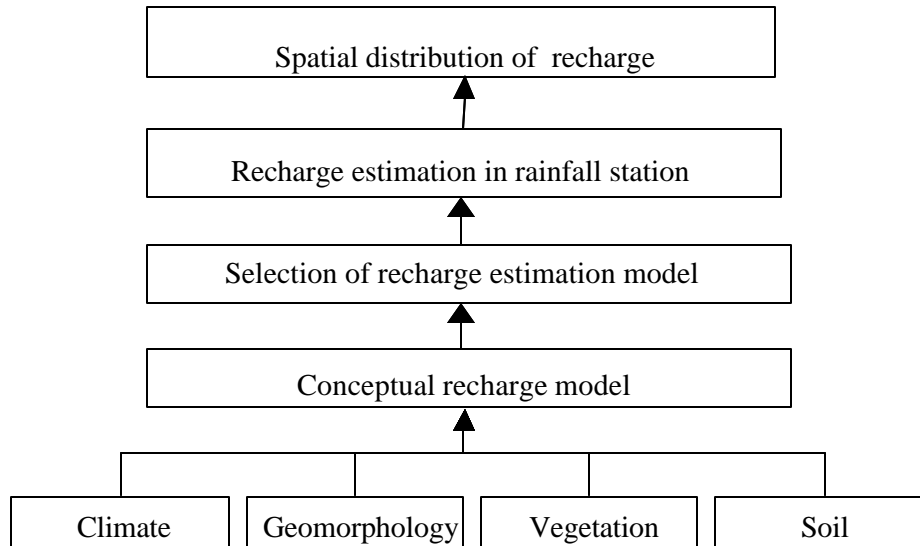 Spatial distribution of recharge
Recharge estimation in rainfall station
Selection of recharge estimation model
Conceptual recharge model
Climate
Geomorphology
Vegetation
Soil